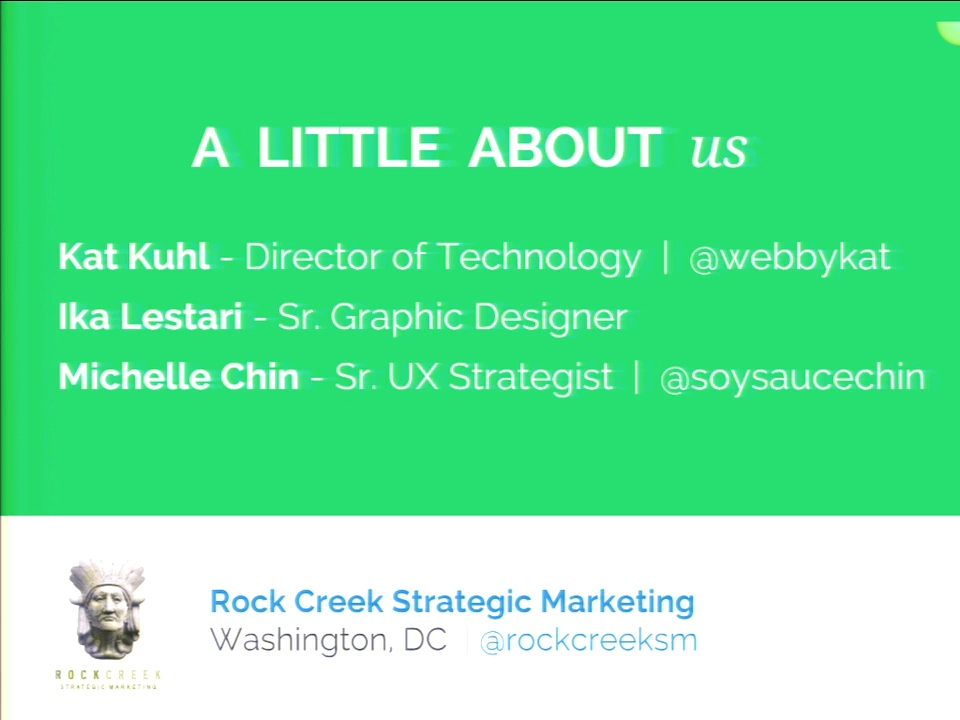 A LITTLE ABOUT us
Kat Kuhl - Director of Technology | @webbykat
Ika Lestari - Sr. Graphic Designer
Michelle Chin - Sr. UX Strategist | @soysaucechin
Rock Creek Strategic Marketing
Washington, DC | @rockcreeksm
ROCKCREEK
STRATEGIC MARKETING